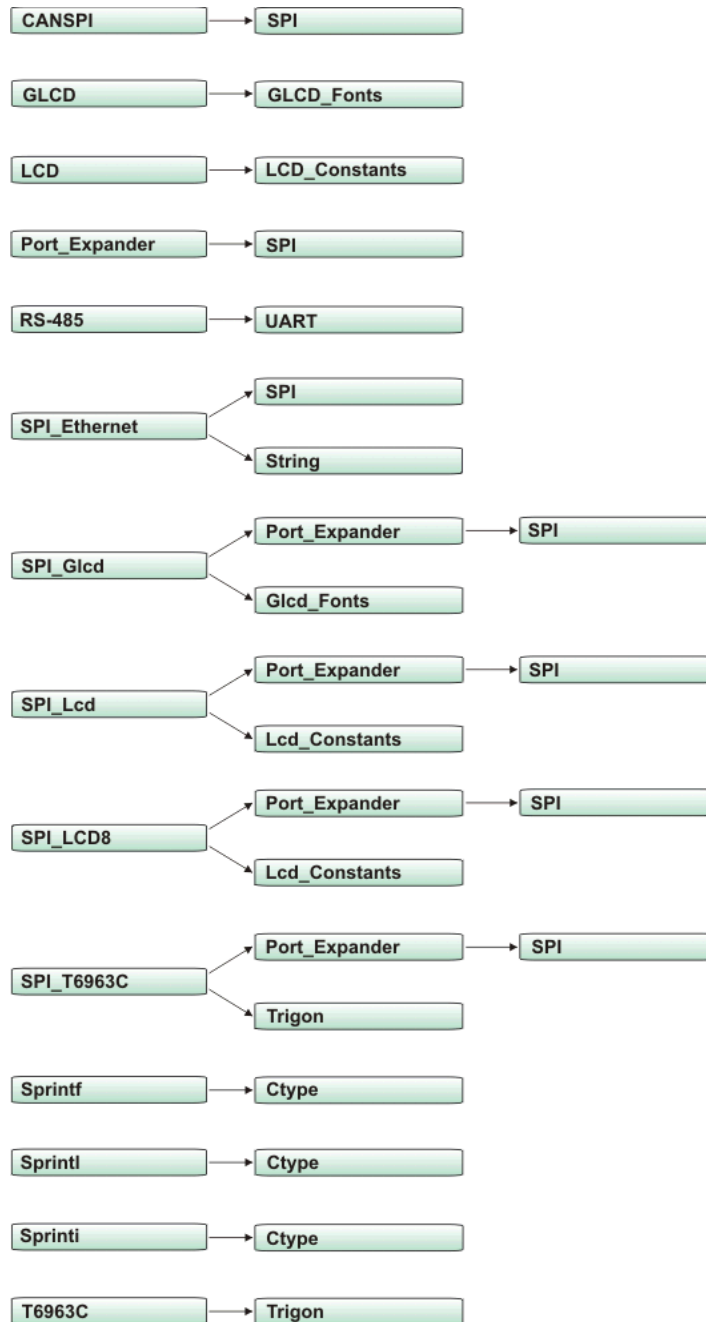 CANSPI
SPI
GLCD
GLCD_Fonts
LCD
LCD_Constants
Port_Expander
SPI
RS-485
UART
SPI_Ethernet
SPI
String
SPI_Glcd
Port_Expander
SPI
Glcd_Fonts
SPI_Lcd
Port_Expander
SPI
Lcd_Constants
SPI_LCD8
Port_Expander
SPI
Lcd_Constants
SPI_T6963C
Port_Expander
SPI
Trigon
Sprintf
Ctype
Sprintl
Ctype
Sprinti
Ctype
T6963C
Trigon